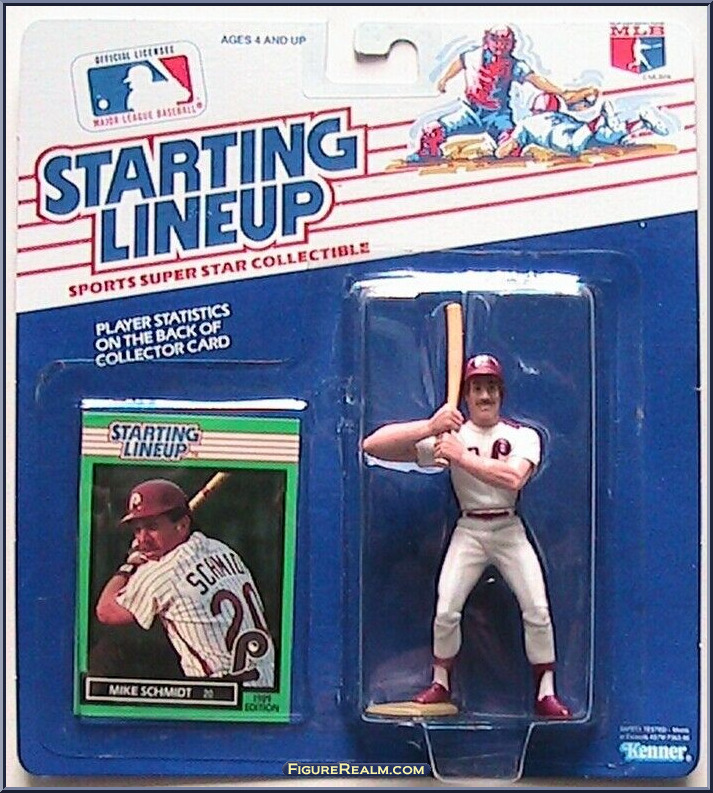 OFFICIAL LICENSEE
MAJOR LEAGUE BASEBALL
AGES 4 AND UP
MLB
STARTING
LINEUP
SPORTS SUPER STAR COLLECTIBLE
PLAYER STATISTICS
ON THE BACK OF
COLLECTOR CARD
STARTING
LINEUP
P
SCHMID
20
P
MIKE SCHMIDT 20
1989
EDITION
P
Kenner
FIGUREREALM.COM